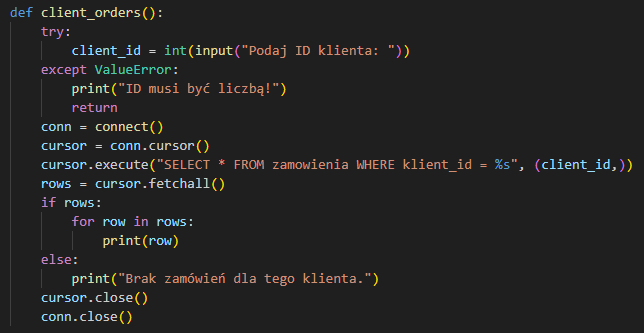 def client_orders():
    try:
        client_id = int(input("Podaj ID klienta: "))
    except ValueError:
        print("ID musi być liczbą!")
        return
    conn = connect()
    cursor = conn.cursor()
    cursor.execute("SELECT * FROM zamowienia WHERE klient_id = %s", (client_id,))
    rows = cursor.fetchall()
    if rows:
        for row in rows:
            print(row)
    else:
        print("Brak zamówień dla tego klienta.")
    cursor.close()
    conn.close()